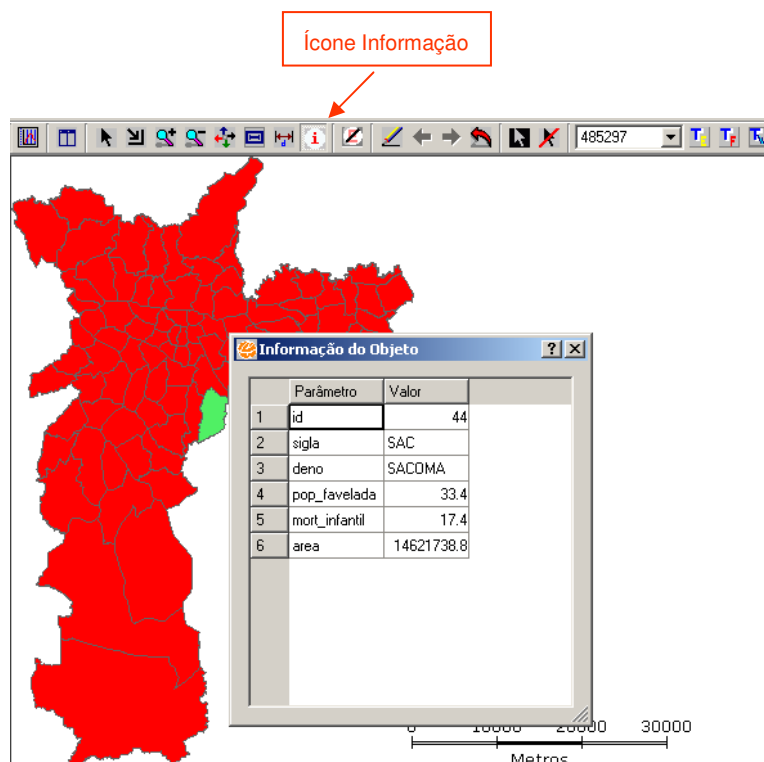 Ícone Informação
485297
Informação do Objeto
Parâmetro Valor
1 id 44
2 sigla SAC
3 deno SACOMA
4 pop_favelada 33.4
5 mort_infantil 17.4
6 area 14621738.8
0 10000 20000 30000
Metros